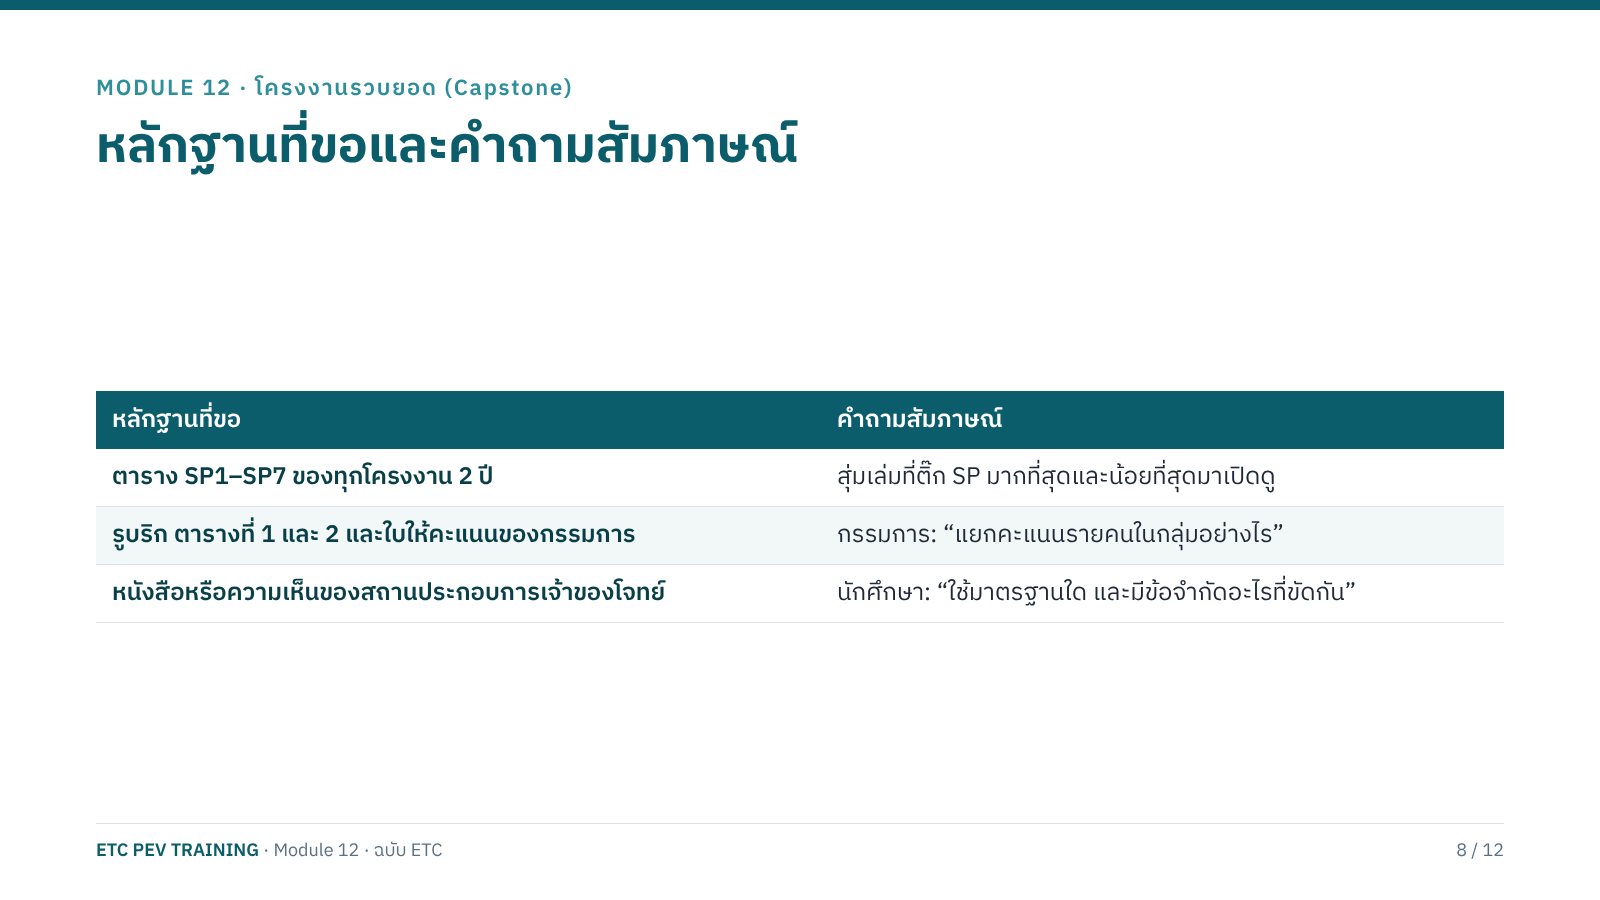 MODULE 12 · โครงงานรวบยอด (Capstone)
หลักฐานที่ขอและคำถามสัมภาษณ์
หลักฐานที่ขอ
คำถามสัมภาษณ์
ตาราง SP1–SP7 ของทุกโครงงาน 2 ปี
สุ่มเล่มที่ติ๊ก SP มากที่สุดและน้อยที่สุดมาเปิดดู
รูบริก ตารางที่ 1 และ 2 และใบให้คะแนนของกรรมการ
กรรมการ: “แยกคะแนนรายคนในกลุ่มอย่างไร”
หนังสือหรือความเห็นของสถานประกอบการเจ้าของโจทย์
นักศึกษา: “ใช้มาตรฐานใด และมีข้อจำกัดอะไรที่ขัดกัน”
ETC PEV TRAINING · Module 12 · ฉบับ ETC
8 / 12